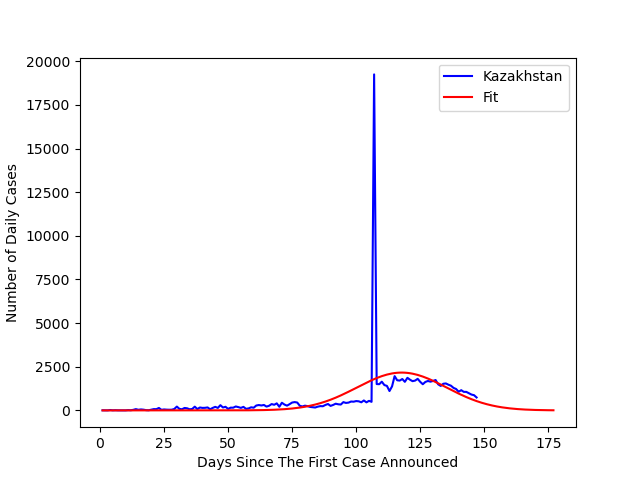 20000
17500
15000
12500
10000
7500
5000
2500
0
Number of Daily Cases
Kazakhstan
Fit
0 25 50 75 100 125 150 175
Days Since The First Case Announced